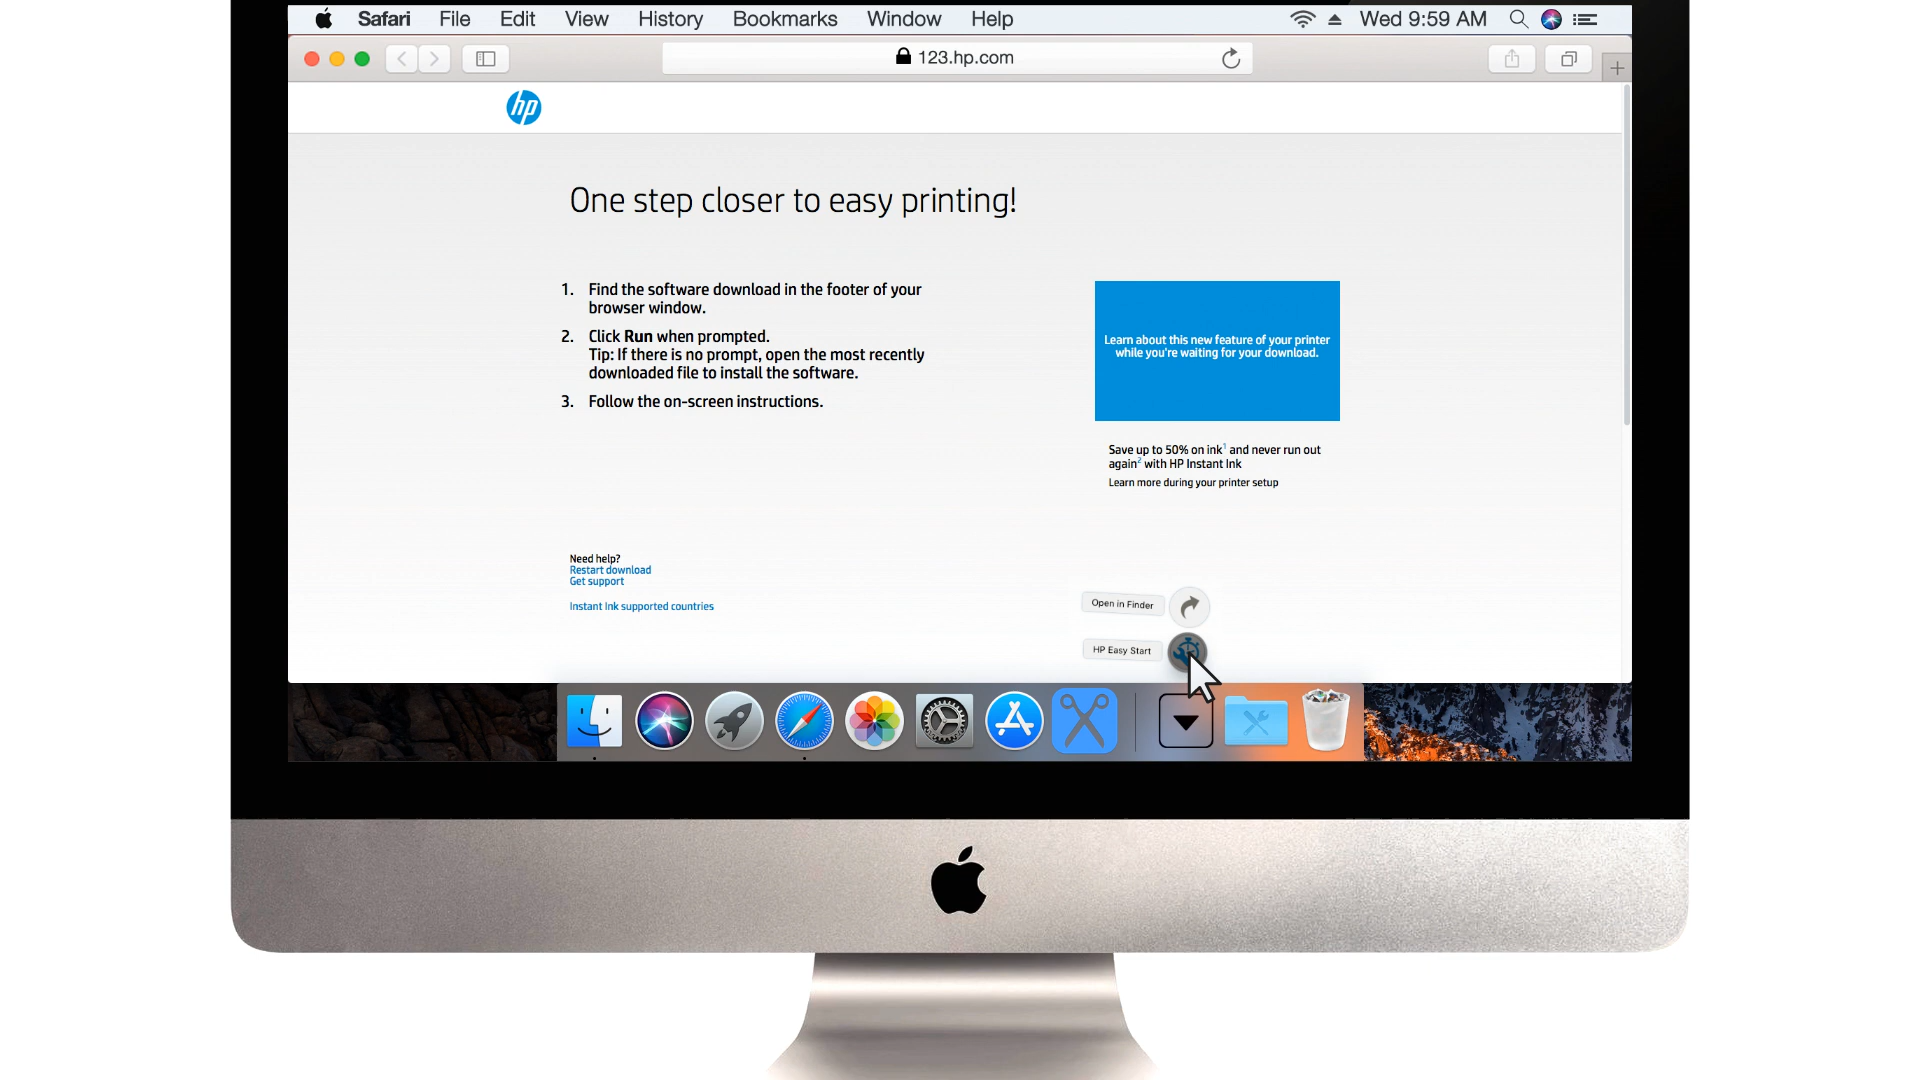 Safari File Edit View History Bookmarks Window Help Wed 9:59 AM
123.hp.com
hp
One step closer to easy printing!
1. Find the software download in the footer of your
browser window.
2. Click Run when prompted.
Tip: If there is no prompt, open the most recently
downloaded file to install the software.
3. Follow the on-screen instructions.
Learn about this new feature of your printer
while you're waiting for your download.
Save up to 50% on ink1 and never run out
again2 with HP Instant Ink
Learn more during your printer setup
Need help?
Restart download
Get support
Instant Ink supported countries
Open in Finder
HP Easy Start